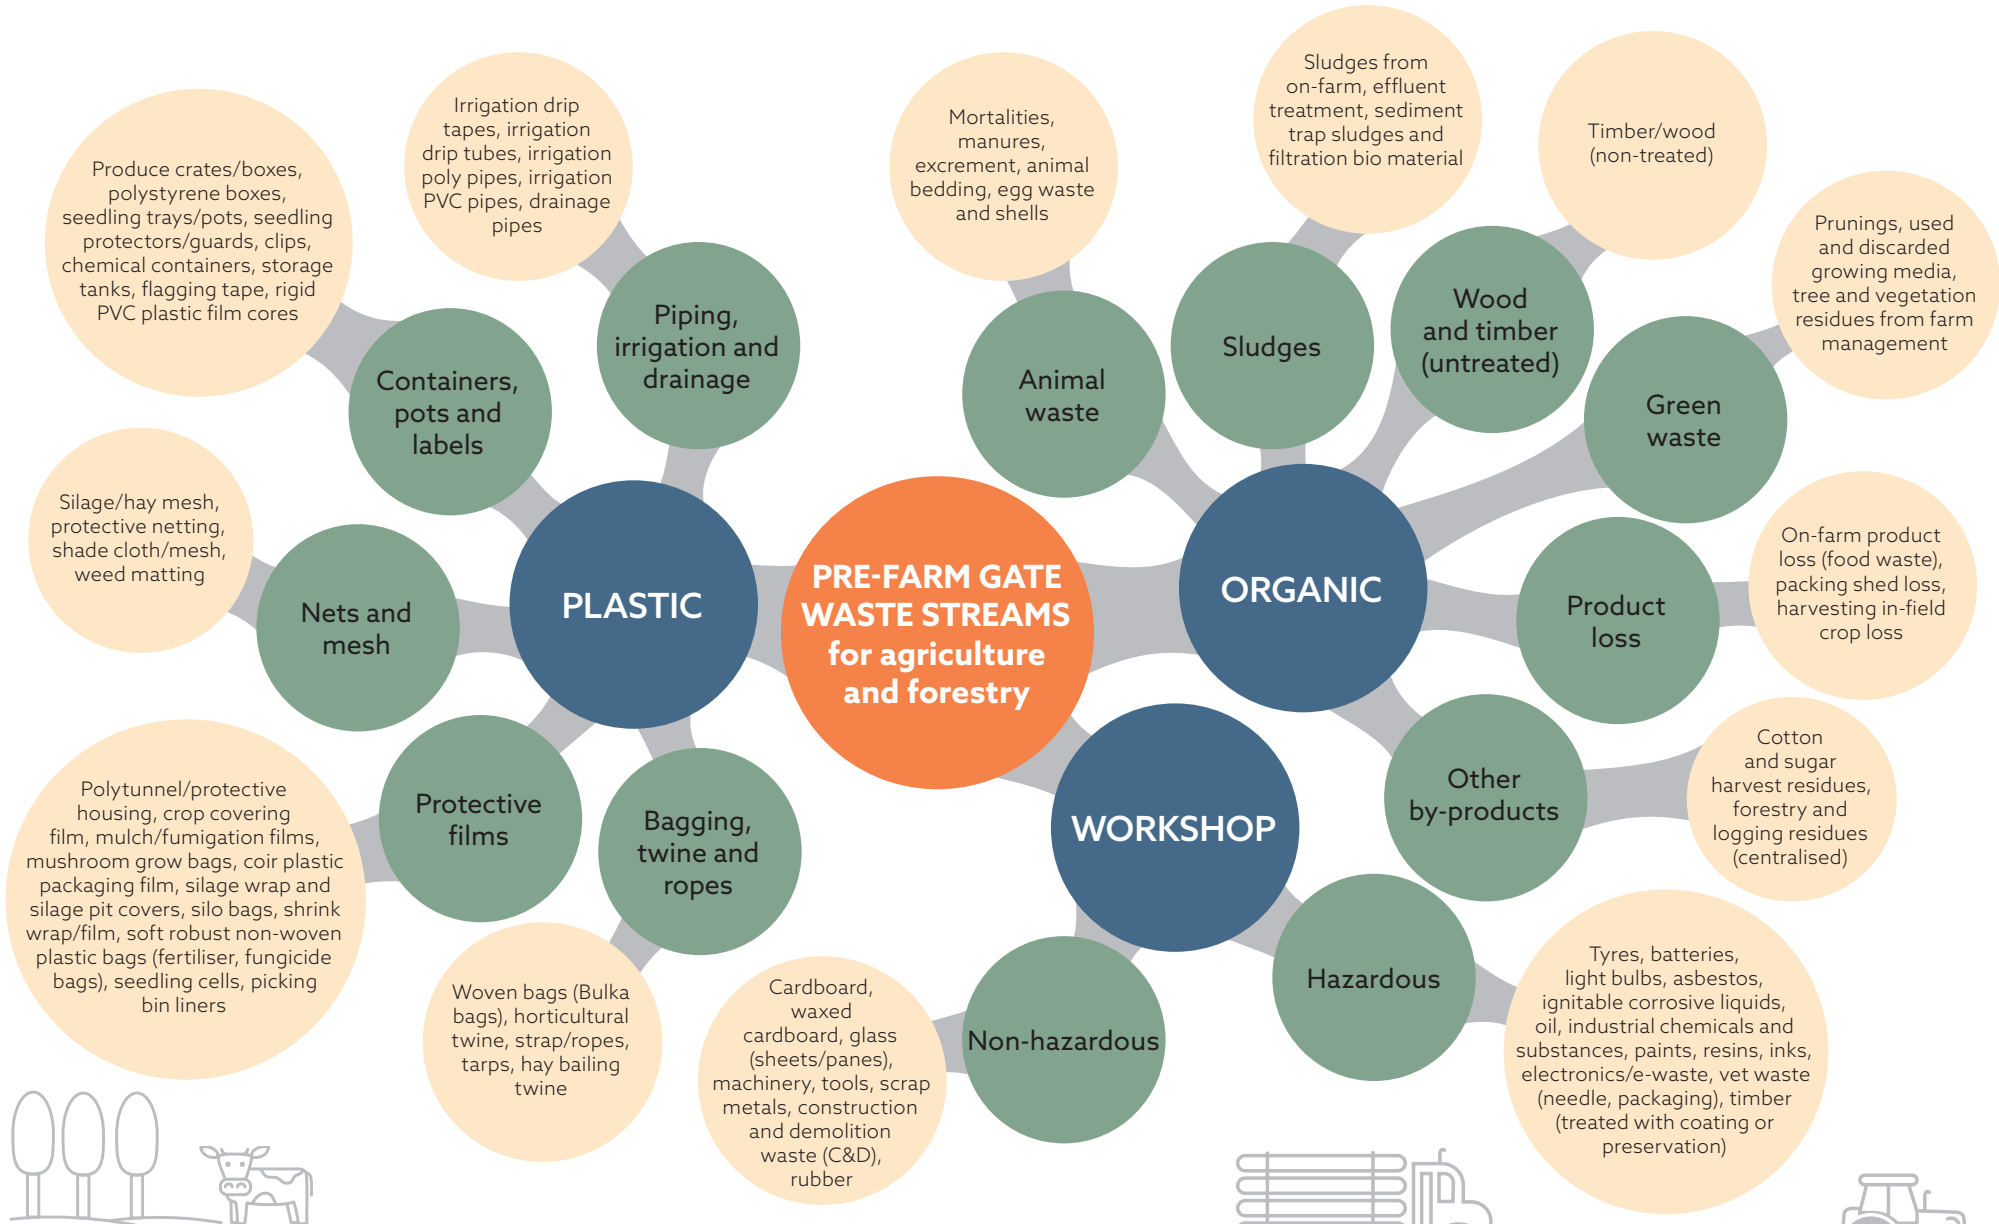 PRE-FARM GATE
WASTE STREAMS
for agriculture
and forestry
PLASTIC
Piping,
irrigation and
drainage
Irrigation drip
tapes, irrigation
drip tubes, irrigation
poly pipes, irrigation
PVC pipes, drainage
pipes
Containers,
pots and
labels
Produce crates/boxes,
polystyrene boxes,
seedling trays/pots, seedling
protectors/guards, clips,
chemical containers, storage
tanks, flagging tape, rigid
PVC plastic film cores
Nets and
mesh
Silage/hay mesh,
protective netting,
shade cloth/mesh,
weed matting
Protective
films
Polytunnel/protective
housing, crop covering
film, mulch/fumigation films,
mushroom grow bags, coir plastic
packaging film, silage wrap and
silage pit covers, silo bags, shrink
wrap/film, soft robust non-woven
plastic bags (fertiliser, fungicide
bags), seedling cells, picking
bin liners
Bagging,
twine and
ropes
Woven bags (Bulka
bags), horticultural
twine, strap/ropes,
tarps, hay bailing
twine
ORGANIC
Animal
waste
Mortalities,
manures,
excrement, animal
bedding, egg waste
and shells
Sludges
Sludges from
on-farm, effluent
treatment, sediment
trap sludges and
filtration bio material
Wood
and timber
(untreated)
Timber/wood
(non-treated)
Green
waste
Prunings, used
and discarded
growing media,
tree and vegetation
residues from farm
management
Product
loss
On-farm product
loss (food waste),
packing shed loss,
harvesting in-field
crop loss
Other
by-products
Cotton
and sugar
harvest residues,
forestry and
logging residues
(centralised)
WORKSHOP
Hazardous
Tyres, batteries,
light bulbs, asbestos,
ignitable corrosive liquids,
oil, industrial chemicals and
substances, paints, resins, inks,
electronics/e-waste, vet waste
(needle, packaging), timber
(treated with coating or
preservation)
Non-hazardous
Cardboard,
waxed
cardboard, glass
(sheets/panes),
machinery, tools, scrap
metals, construction
and demolition
waste (C&D),
rubber